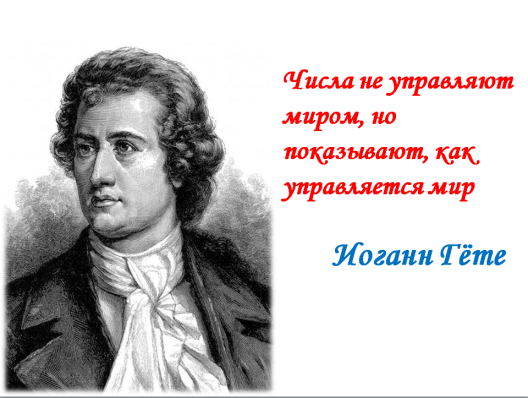 Числа не управляют
миром, но
показывают, как
управляется мир
Иоганн Гёте